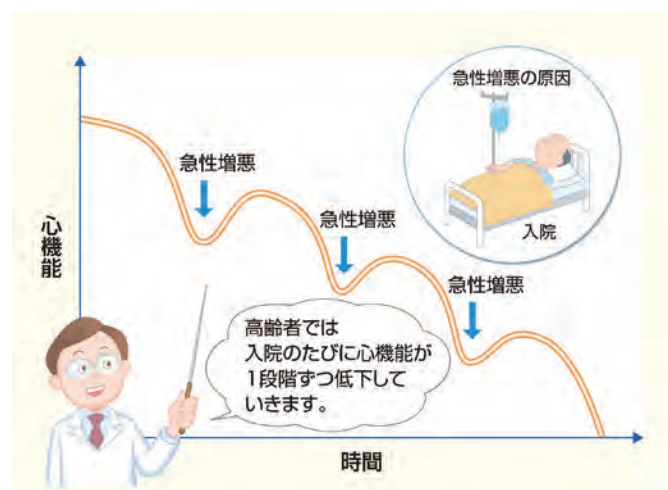 急性増悪の原因
入院
急性増悪
急性増悪
急性増悪
心機能
高齢者では
入院のたびに心機能が
1段階ずつ低下して
いきます。
時間